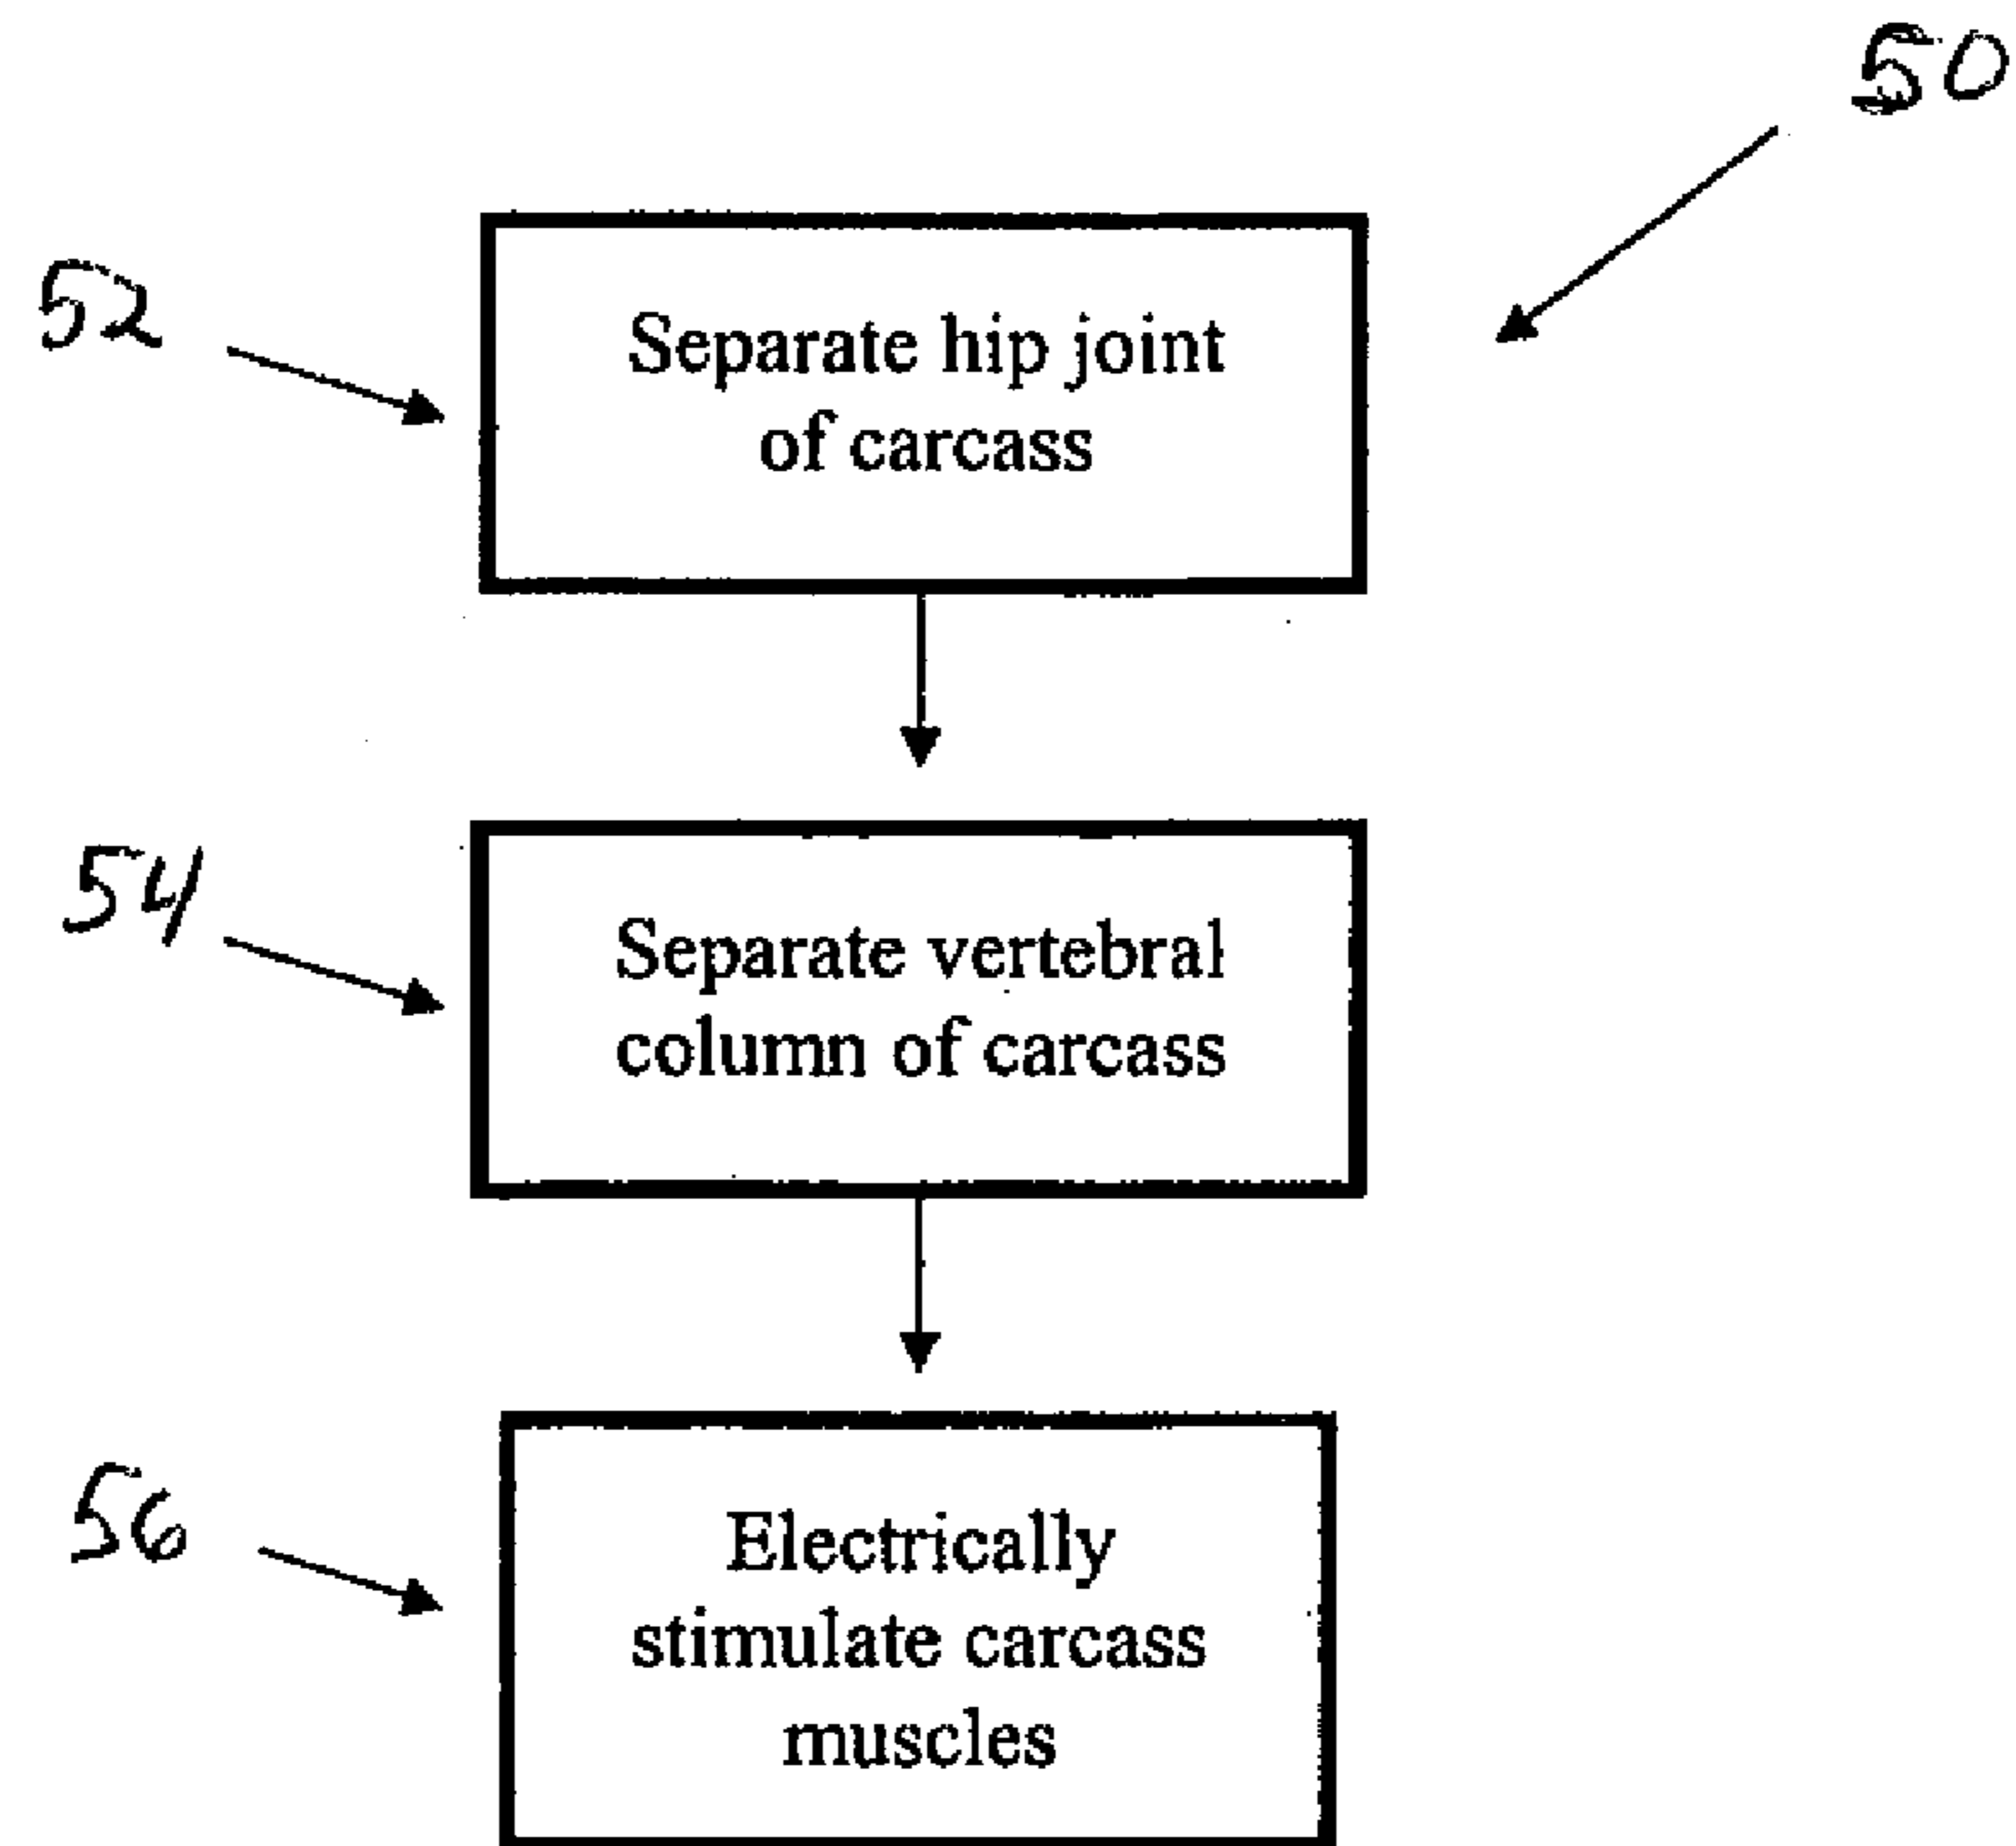 50
52
Separate hip joint
of carcass
54
Separate vertebral
column of carcass
56
Electrically
stimulate carcass
muscles